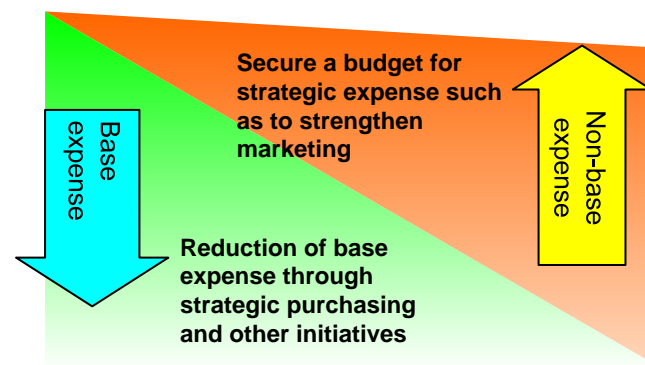 Secure a budget for
strategic expense such
as to strengthen
marketing
Base
expense
Non-base
expense
Reduction of base
expense through
strategic purchasing
and other initiatives